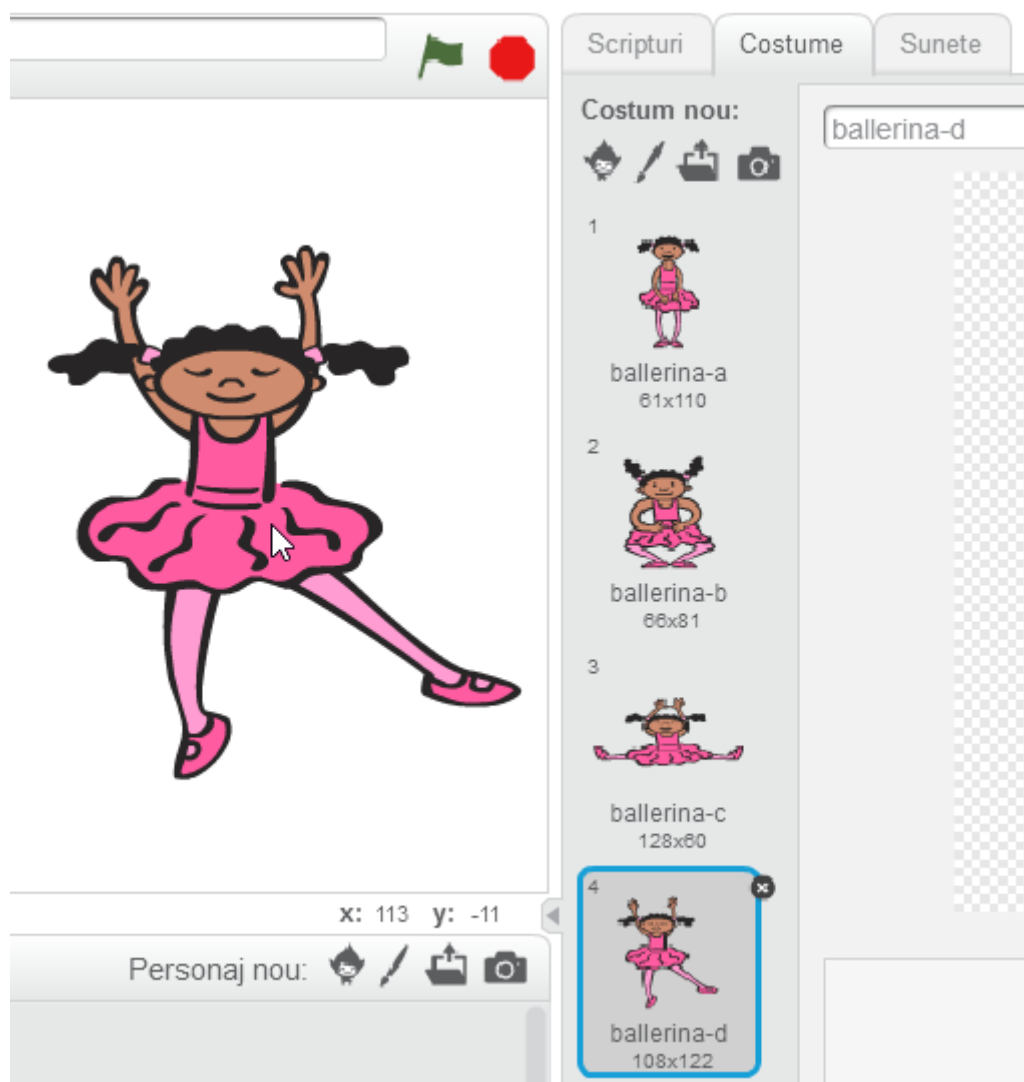 Scripturi Costume Sunete
Costum nou:
ballerina-d
1
ballerina-a
61x110
2
ballerina-b
66x81
3
ballerina-c
128x60
4
ballerina-d
108x122
x: 113 y: -11
Personaj nou: